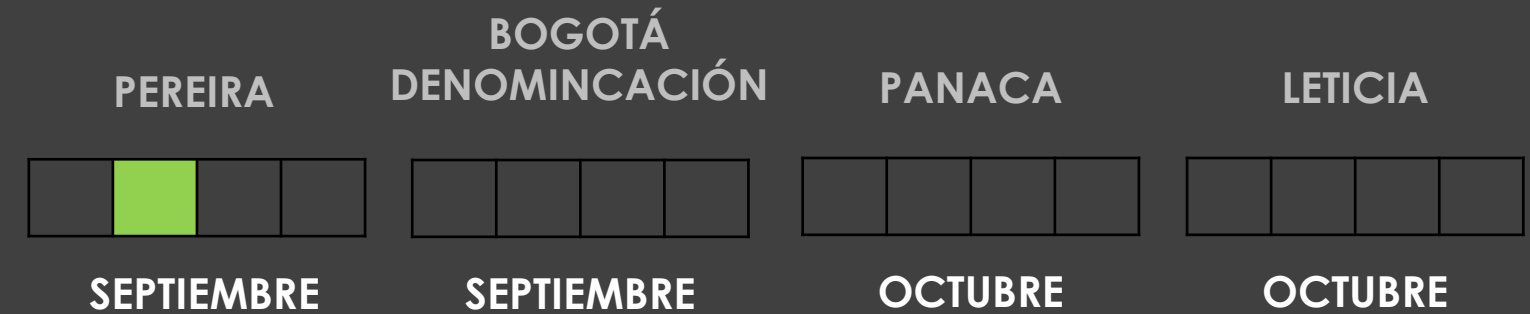 PEREIRA
BOGOTÁ
DENOMINCACIÓN
PANACA
LETICIA
SEPTIEMBRE
SEPTIEMBRE
OCTUBRE
OCTUBRE